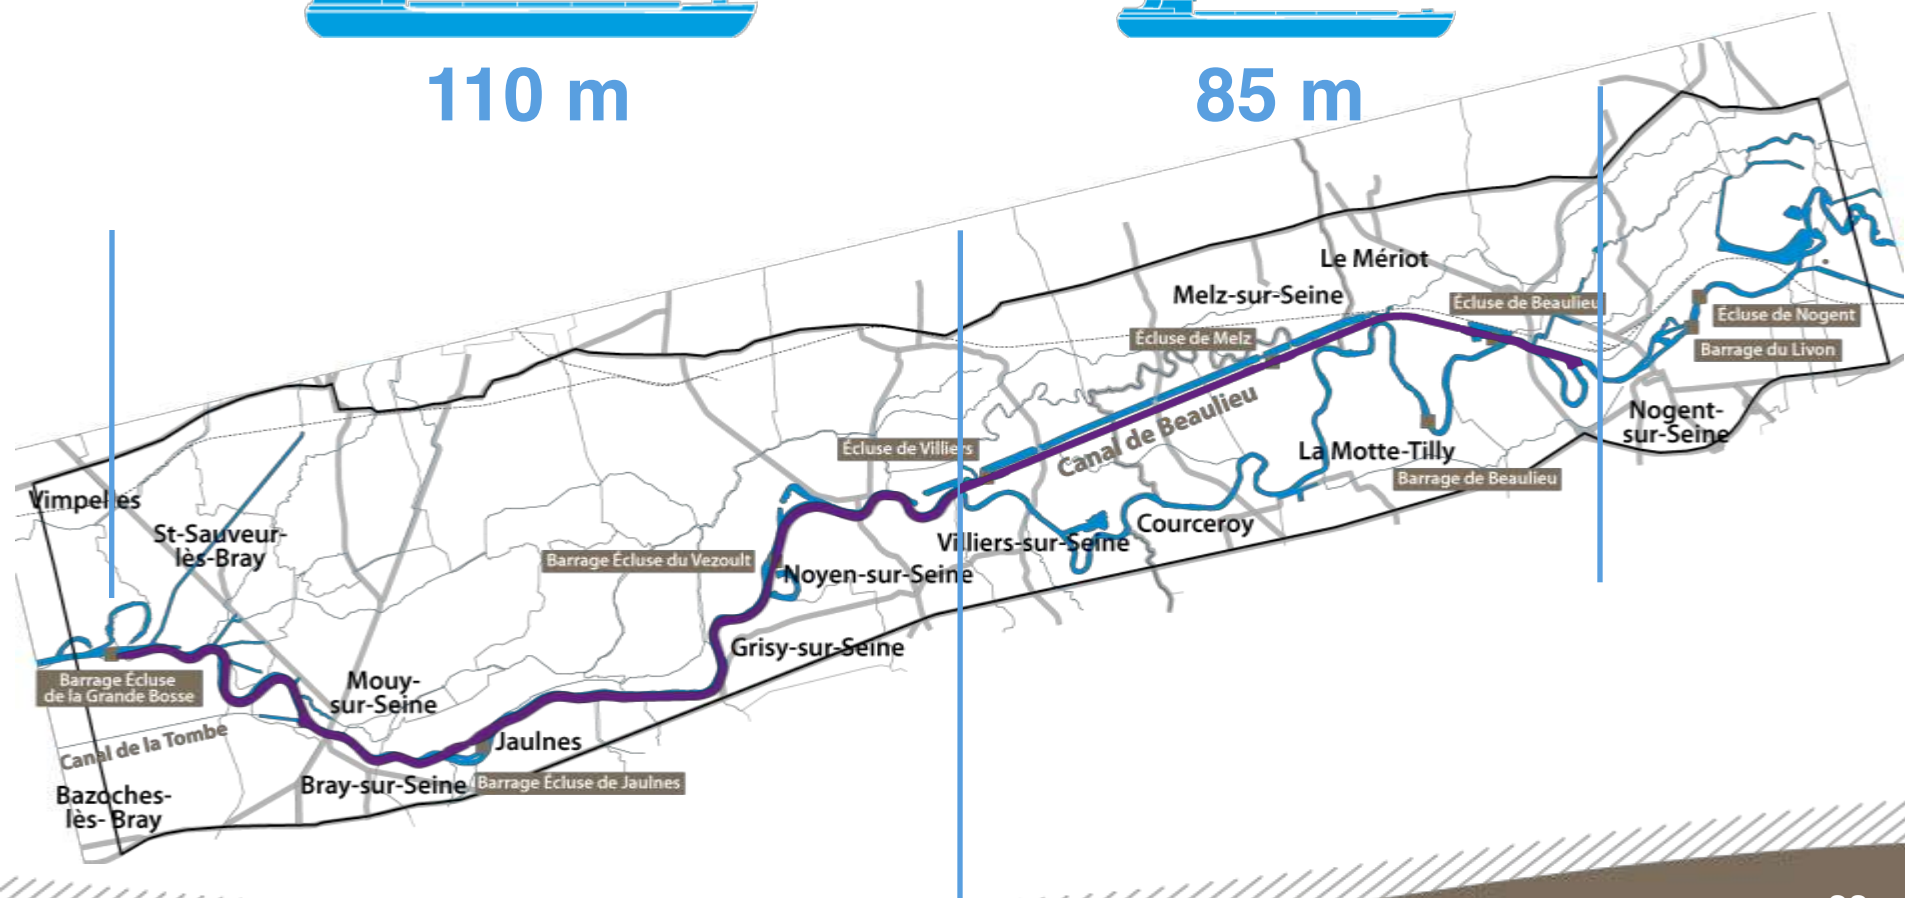 110 m
85 m
Le Mériot
Melz-sur-Seine
Écluse de Beaulieu
Écluse de Nogent
Écluse de Melz
Barrage du Livon
Canal de Beaulieu
Nogent-
sur-Seine
Écluse de Villiers
La Motte-Tilly
Barrage de Beaulieu
Vimpelles
St-Sauveur-
lès-Bray
Courceroy
Villiers-sur-Seine
Barrage Écluse du Vezoult
Noyen-sur-Seine
Grisy-sur-Seine
Barrage Écluse
de la Grande Bosse
Mouy-
sur-Seine
Canal de la Tombe
Jaulnes
Bray-sur-Seine
Barrage Écluse de Jaulnes
Bazoches-
lès- Bray